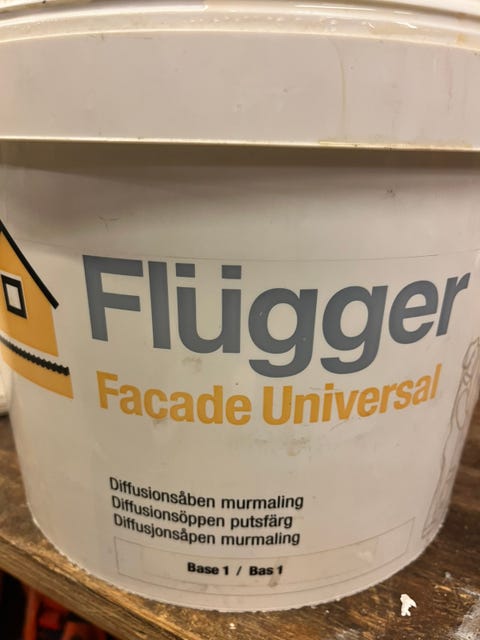 Flügger
Facade Universal
Diffusionsåben murmaling
Diffusionsöppen putsfärg
Diffusjonsåpen murmaling
Base 1 / Bas 1